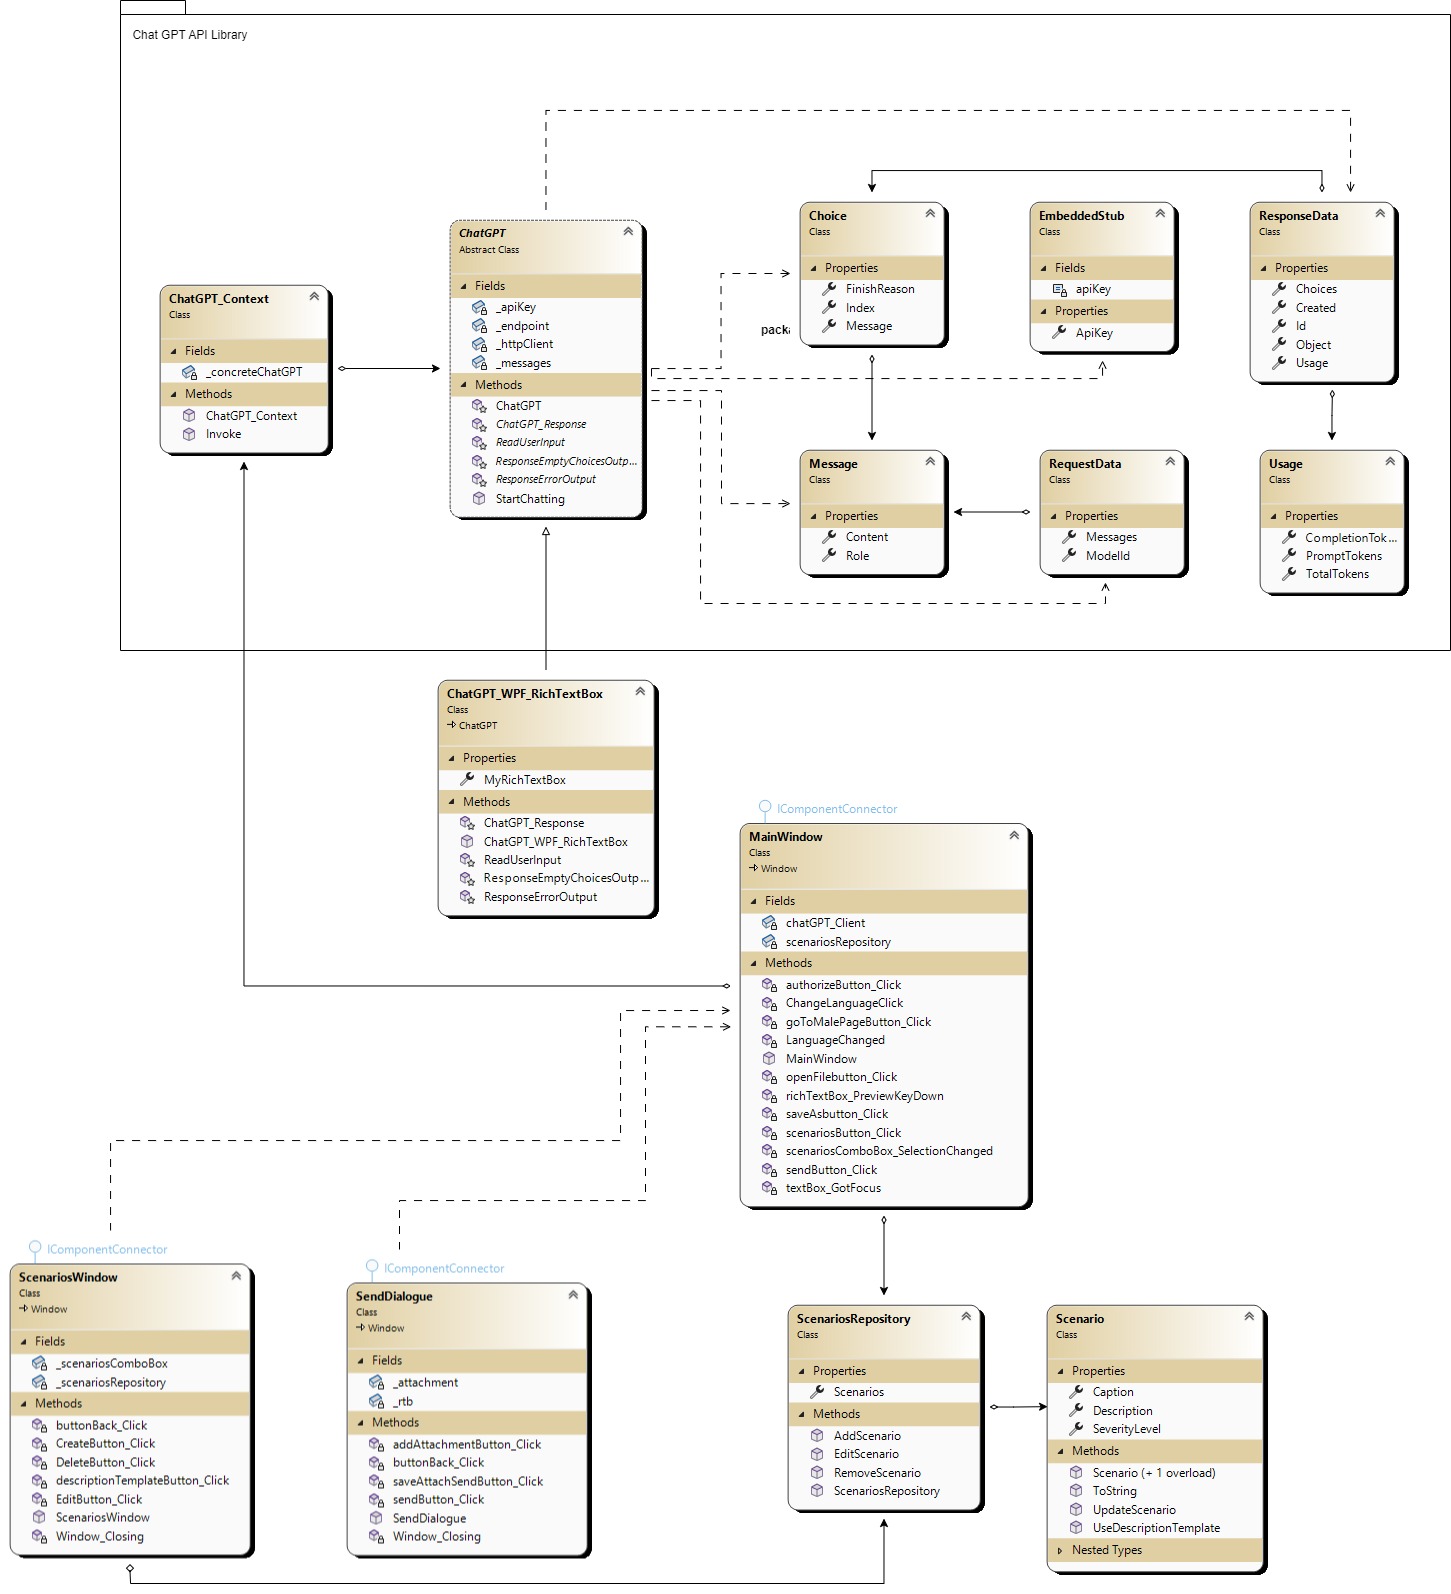 Chat GPT API Library
ChatGPT_Context
Class
Fields
_concreteChatGPT
Methods
ChatGPT_Context
Invoke
ChatGPT
Abstract Class
Fields
_apiKey
_endpoint
_httpClient
_messages
Methods
ChatGPT
ChatGPT_Response
ReadUserInput
ResponseEmptyChoicesOutp...
ResponseErrorOutput
StartChatting
Choice
Class
Properties
FinishReason
Index
Message
EmbeddedStub
Class
Fields
apiKey
Properties
ApiKey
ResponseData
Class
Properties
Choices
Created
Id
Object
Usage
Message
Class
Properties
Content
Role
RequestData
Class
Properties
Messages
ModelId
Usage
Class
Properties
CompletionTok...
PromptTokens
TotalTokens
ChatGPT_WPF_RichTextBox
Class
ChatGPT
Properties
MyRichTextBox
Methods
ChatGPT_Response
ChatGPT_WPF_RichTextBox
ReadUserInput
ResponseEmptyChoicesOutp...
ResponseErrorOutput
IComponentConnector
MainWindow
Class
Window
Fields
chatGPT_Client
scenariosRepository
Methods
authorizeButton_Click
ChangeLanguageClick
goToMalePageButton_Click
LanguageChanged
MainWindow
openFilebutton_Click
richTextBox_PreviewKeyDown
saveAsbutton_Click
scenariosButton_Click
scenariosComboBox_SelectionChanged
sendButton_Click
textBox_GotFocus
IComponentConnector
ScenariosWindow
Class
Window
Fields
_scenariosComboBox
_scenariosRepository
Methods
buttonBack_Click
CreateButton_Click
DeleteButton_Click
descriptionTemplateButton_Click
EditButton_Click
ScenariosWindow
Window_Closing
IComponentConnector
SendDialogue
Class
Window
Fields
_attachment
_rtb
Methods
addAttachmentButton_Click
buttonBack_Click
saveAttachSendButton_Click
sendButton_Click
SendDialogue
Window_Closing
ScenariosRepository
Class
Properties
Scenarios
Methods
AddScenario
EditScenario
RemoveScenario
ScenariosRepository
Scenario
Class
Properties
Caption
Description
SeverityLevel
Methods
Scenario (+ 1 overload)
ToString
UpdateScenario
UseDescriptionTemplate
Nested Types